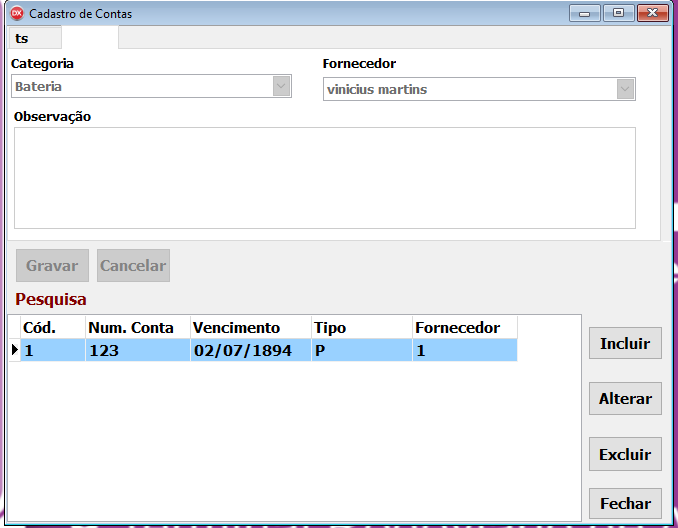 DX Cadastro de Contas
ts
Categoria Fornecedor
Bateria vinicius martins
Observação
Gravar Cancelar
Pesquisa
Cód. Num. Conta Vencimento Tipo Fornecedor
1 123 02/07/1894 P 1
Incluir
Alterar
Excluir
Fechar